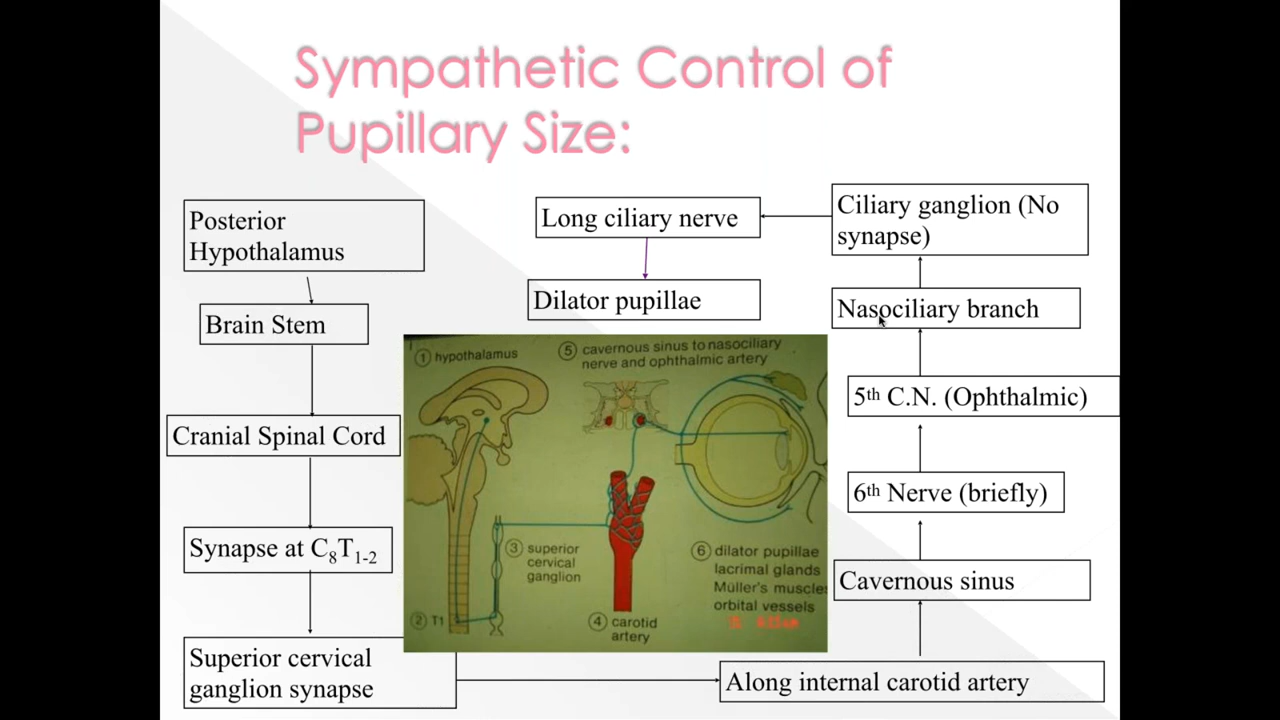 Sympathetic Control of
Pupillary Size:
Posterior
Hypothalamus
Brain Stem
Cranial Spinal Cord
Synapse at C₈T₁₋₂
Superior cervical
ganglion synapse
Along internal carotid artery
Cavernous sinus
6th Nerve (briefly)
5th C.N. (Ophthalmic)
Nasociliary branch
Ciliary ganglion (No
synapse)
Long ciliary nerve
Dilator pupillae
1 hypothalamus
5 cavernous sinus to nasociliary
nerve and ophthalmic artery
3 superior
cervical
ganglion
2 T1
4 carotid
artery
6 dilator pupillae
lacrimal glands
Müller's muscles
orbital vessels